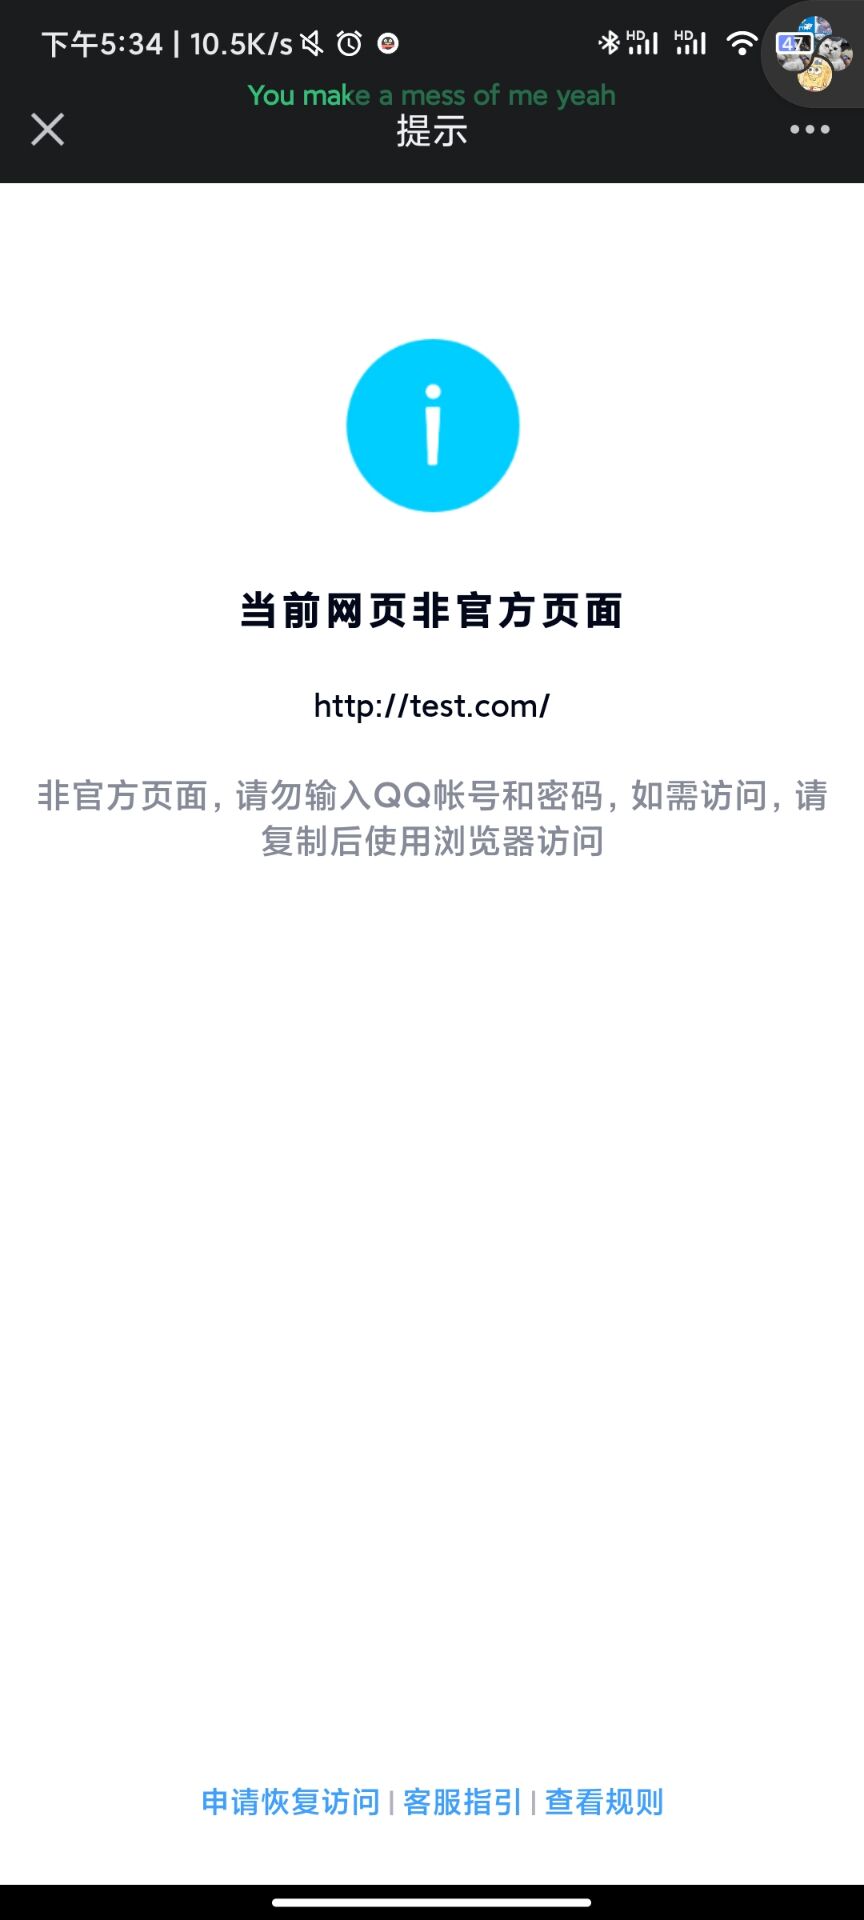 下午5:34 | 10.5K/s
HD HD 47
You make a mess of me yeah
提示
当前网页非官方页面
http://test.com/
非官方页面，请勿输入QQ帐号和密码，如需访问，请
复制后使用浏览器访问
申请恢复访问 | 客服指引 | 查看规则